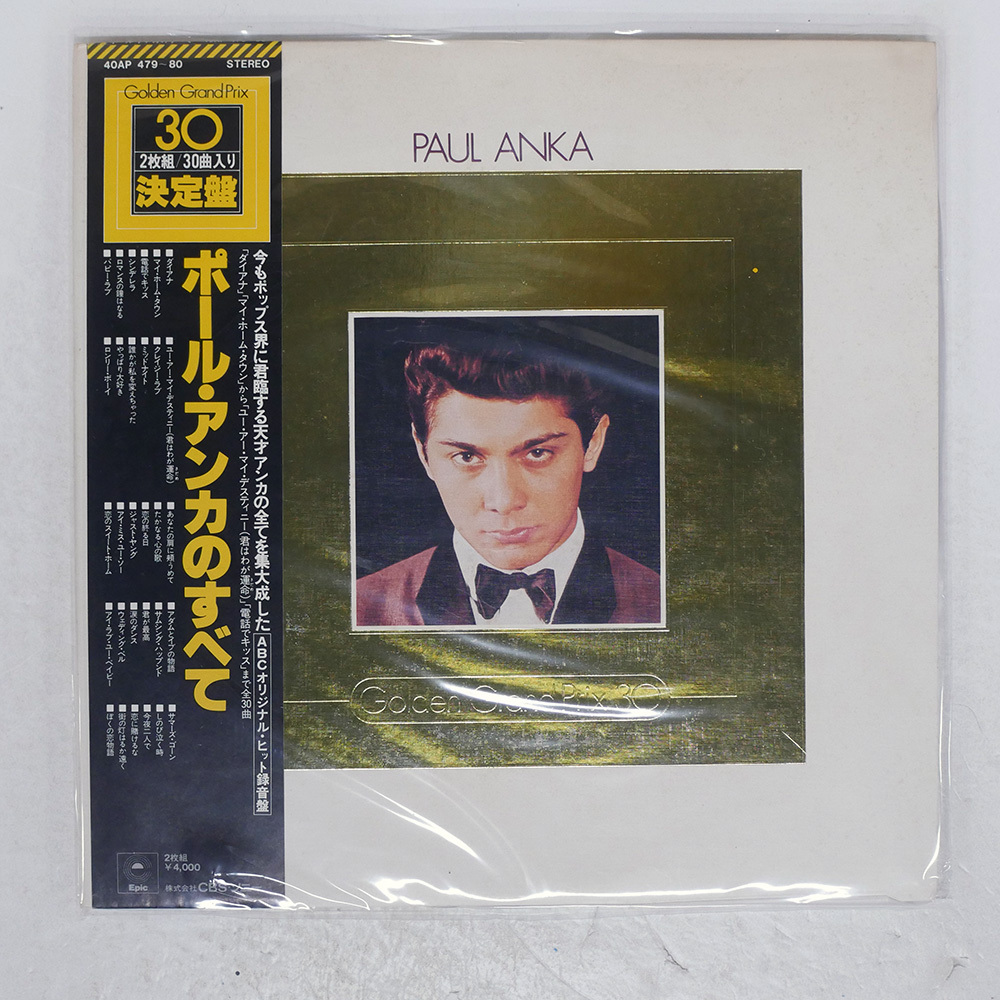 40AP 479~80 STEREO
Golden Grand Prix
30
2枚組/30曲入り
決定盤
今もポップス界に君臨する天才アンカの全てを集大成した ABCオリジナル・ヒット録音盤
「ダイアナ」「マイ・ホーム・タウン」から「ユー・アー・マイ・デスティニー(君はわが運命)」「電話でキッス」まで全30曲
ポール・アンカのすべて
■ダイアナ
■マイ・ホーム・タウン
■電話でキッス
■シンデレラ
■ロマンスの鐘はなる
■パピー・ラブ
■ユー・アー・マイ・デスティニー(君はわが運命)
さだめ
■クレイジー・ラブ
■ミッドナイト
■誰かが私を変えちゃった
■やっぱり大好き
■ロンリー・ボーイ
■あなたの肩に頬うめて
■たかなる心の歌
■恋の終る日
■ジャスト・ヤング
■アイ・ミス・ユー・ソー
■恋のスイート・ホーム
■アダムとイブの物語
■サムシング・ハップンド
■君が最高
■涙のダンス
■ウェディング・ベル
■アイ・ラブ・ユー・ベイビー
■サマーズ・ゴーン
■しのび泣く時
■今夜二人で
■恋に賭けるな
■街の灯はるか遠く
■ぼくの恋物語
Epic
2枚組
¥4,000
株式会社CBS・ソニー
PAUL ANKA
Golden Grand Prix 30